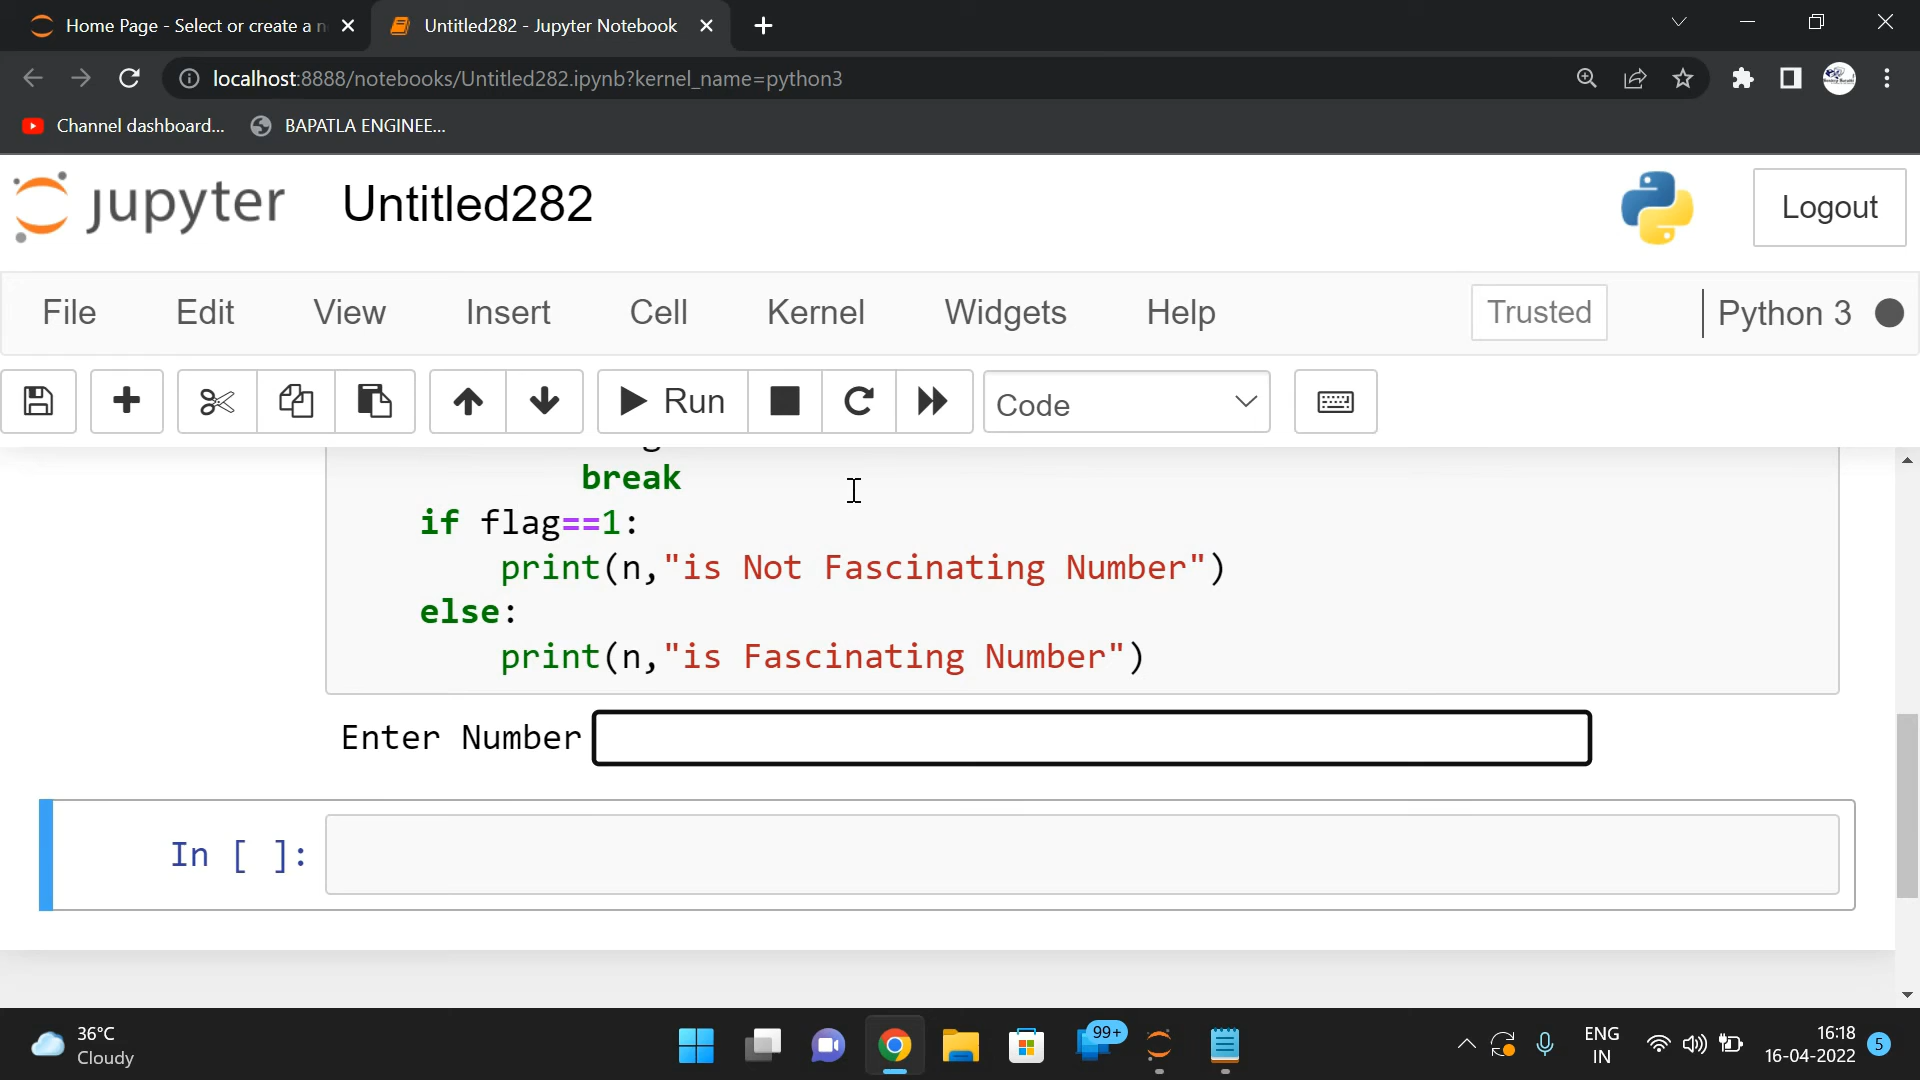 Home Page - Select or create a n
Untitled282 - Jupyter Notebook
localhost:8888/notebooks/Untitled282.ipynb?kernel_name=python3
Channel dashboard...
BAPATLA ENGINEE...
jupyter
Untitled282
Logout
File Edit View Insert Cell Kernel Widgets Help
Trusted
Python 3
Run
Code
break
if flag==1:
print(n,"is Not Fascinating Number")
else:
print(n,"is Fascinating Number")
Enter Number
In [ ]:
36°C
Cloudy
99+
ENG
IN
16:18
16-04-2022
5